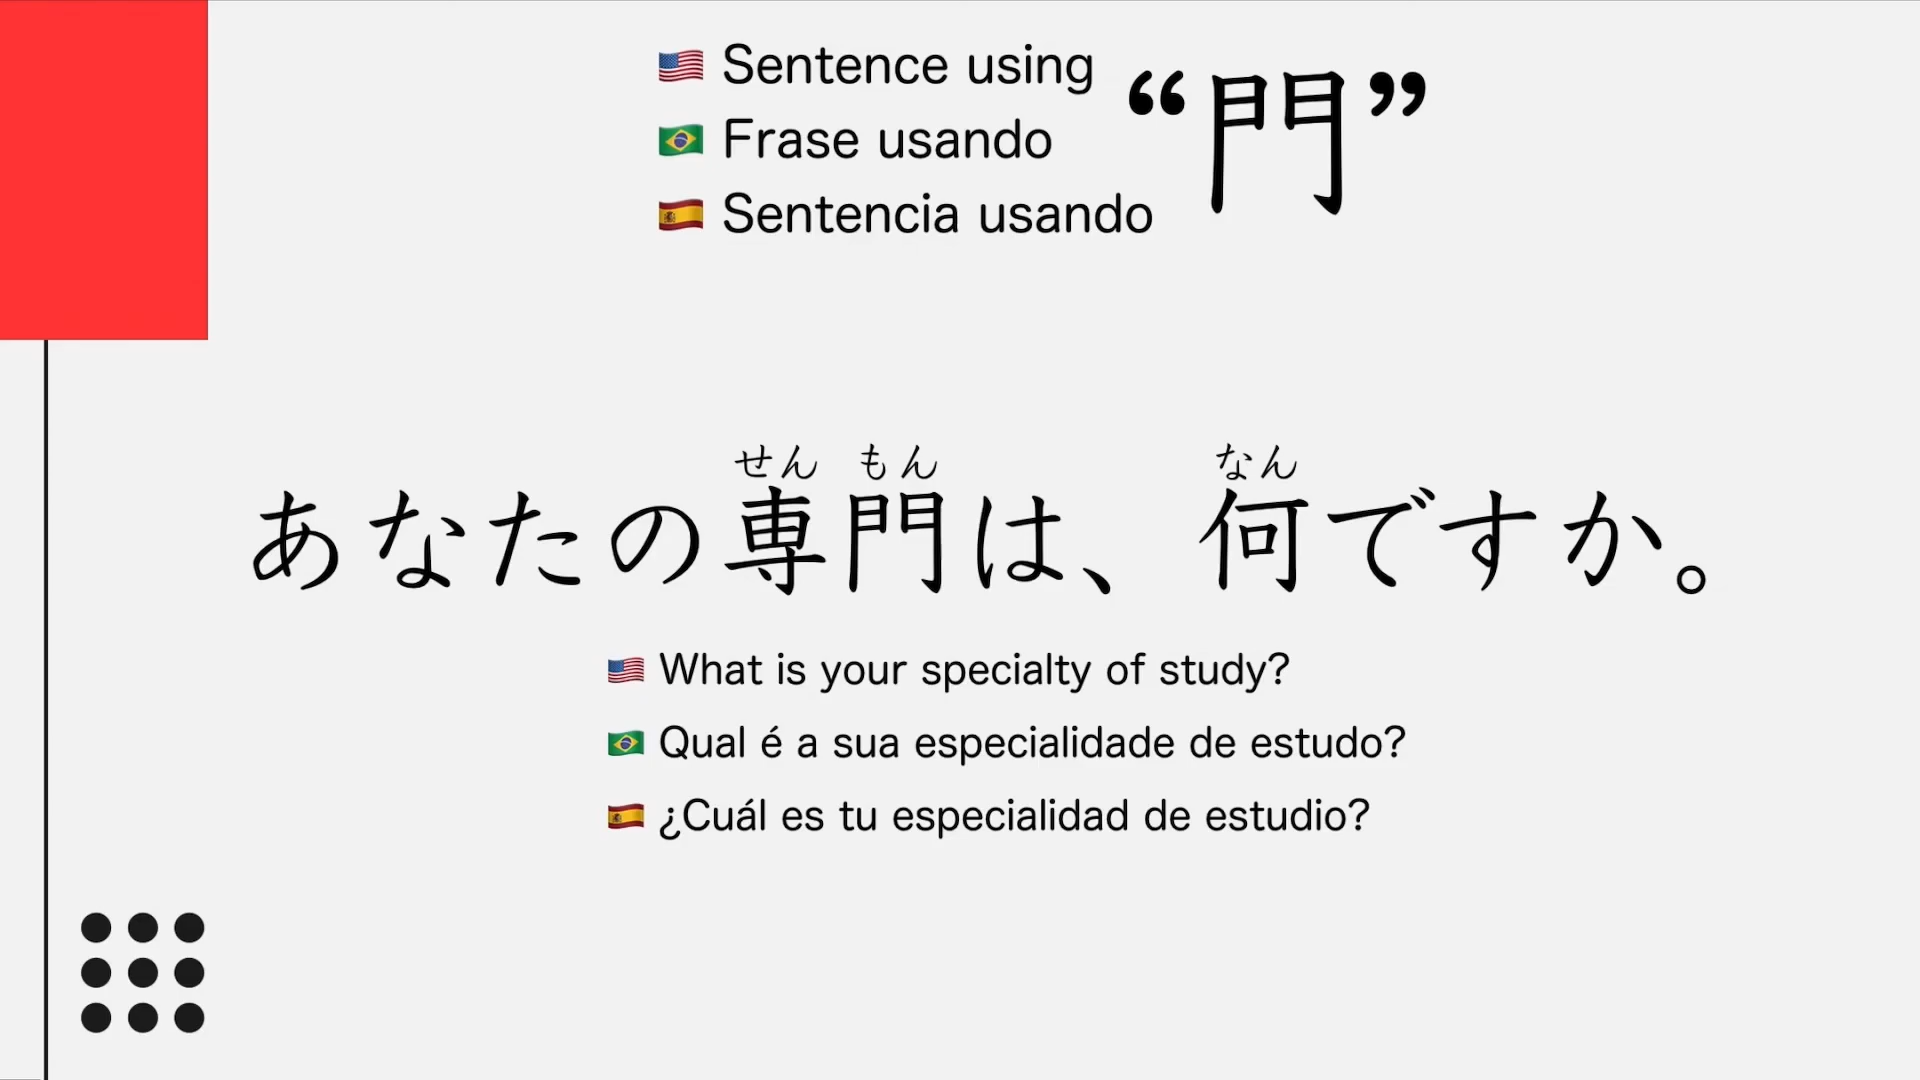 🇺🇸 Sentence using
🇧🇷 Frase usando
🇪🇸 Sentencia usando
“門”
せん もん なん
あなたの専門は、何ですか。
🇺🇸 What is your specialty of study?
🇧🇷 Qual é a sua especialidade de estudo?
🇪🇸 ¿Cuál es tu especialidad de estudio?